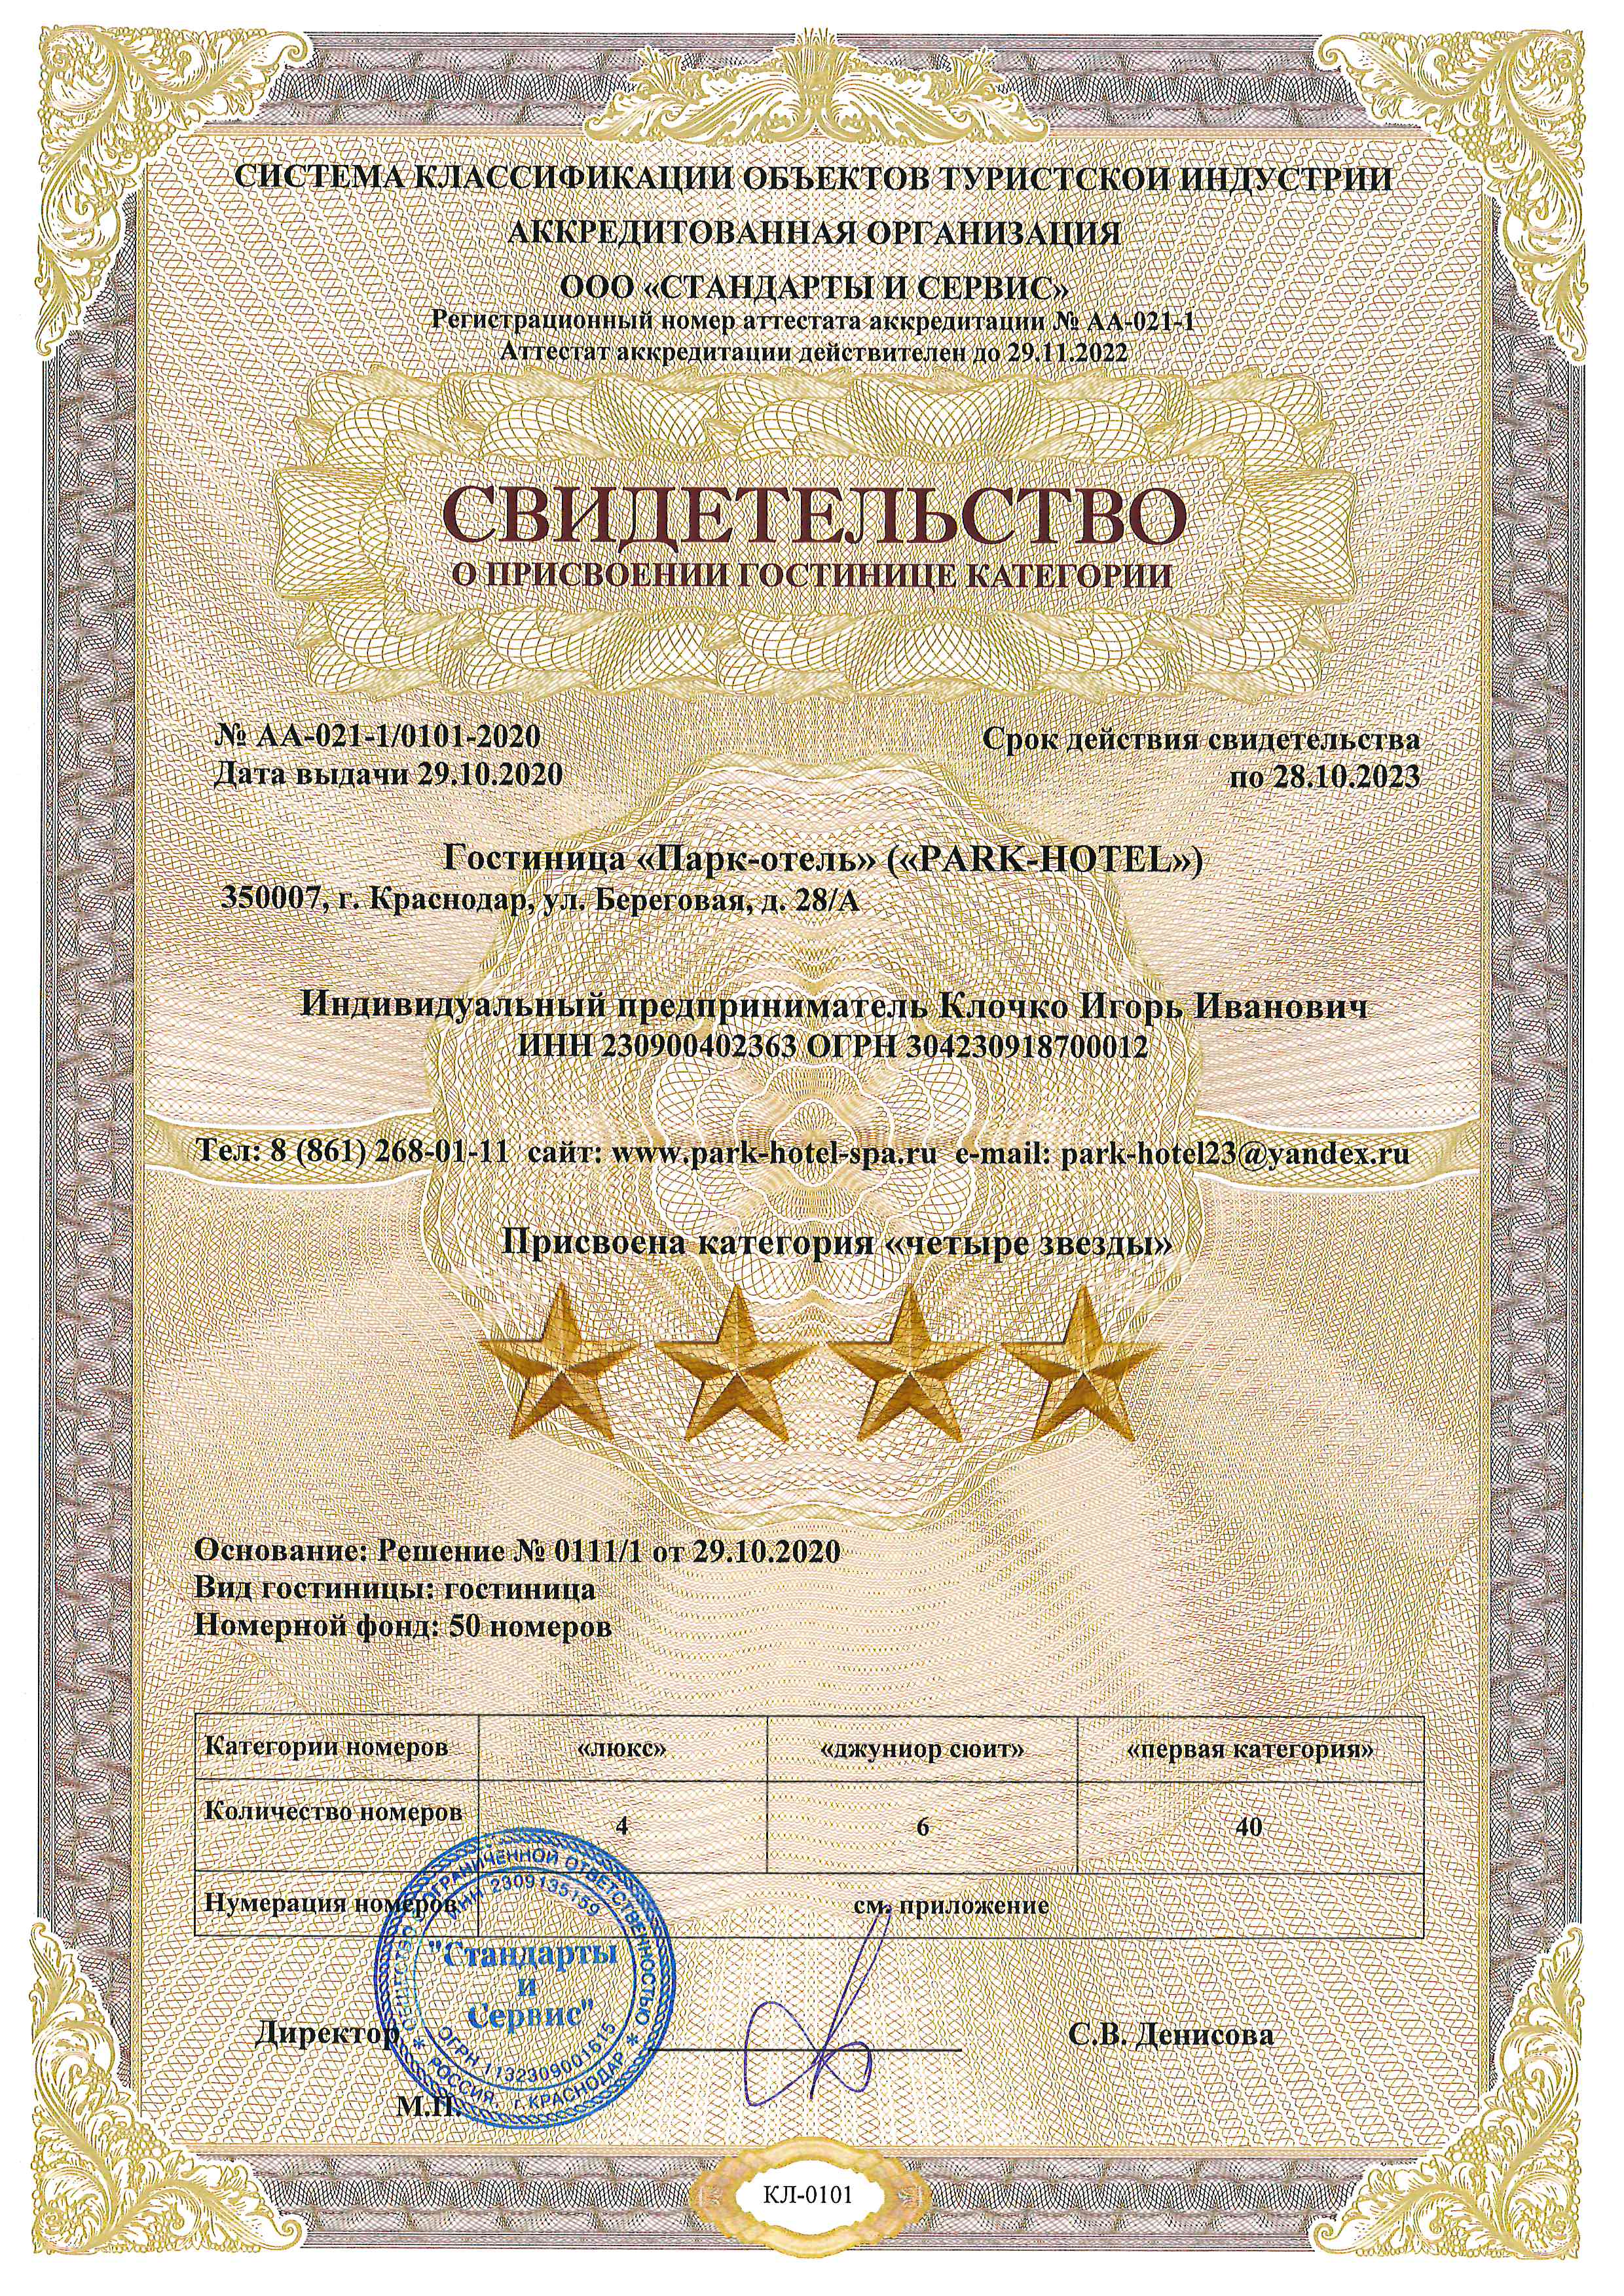 СИСТЕМА КЛАССИФИКАЦИИ ОБЪЕКТОВ ТУРИСТСКОЙ ИНДУСТРИИ
АККРЕДИТОВАННАЯ ОРГАНИЗАЦИЯ
ООО «СТАНДАРТЫ И СЕРВИС»
Регистрационный номер аттестата аккредитации № АА-021-1
Аттестат аккредитации действителен до 29.11.2022
СВИДЕТЕЛЬСТВО
О ПРИСВОЕНИИ ГОСТИНИЦЕ КАТЕГОРИИ
№ АА-021-1/0101-2020 Срок действия свидетельства
Дата выдачи 29.10.2020 по 28.10.2023
Гостиница «Парк-отель» («PARK-HOTEL»)
350007, г. Краснодар, ул. Береговая, д. 28/А
Индивидуальный предприниматель Клочко Игорь Иванович
ИНН 230900402363 ОГРН 304230918700012
Тел: 8 (861) 268-01-11 сайт: www.park-hotel-spa.ru e-mail: park-hotel23@yandex.ru
Присвоена категория «четыре звезды»
Основание: Решение № 0111/1 от 29.10.2020
Вид гостиницы: гостиница
Номерной фонд: 50 номеров
Категории номеров «люкс» «джуниор сюит» «первая категория»
Количество номеров 4 6 40
Нумерация номеров см. приложение
ОГРАНИЧЕННОЙ ОТВЕТСТВЕННОСТЬЮ
ИНН 2309135159
"Стандарты
и
Сервис"
ОГРН 1132309001615
* РОССИЯ, г КРАСНОДАР *
Директор С.В. Денисова
М.П.
КЛ-0101